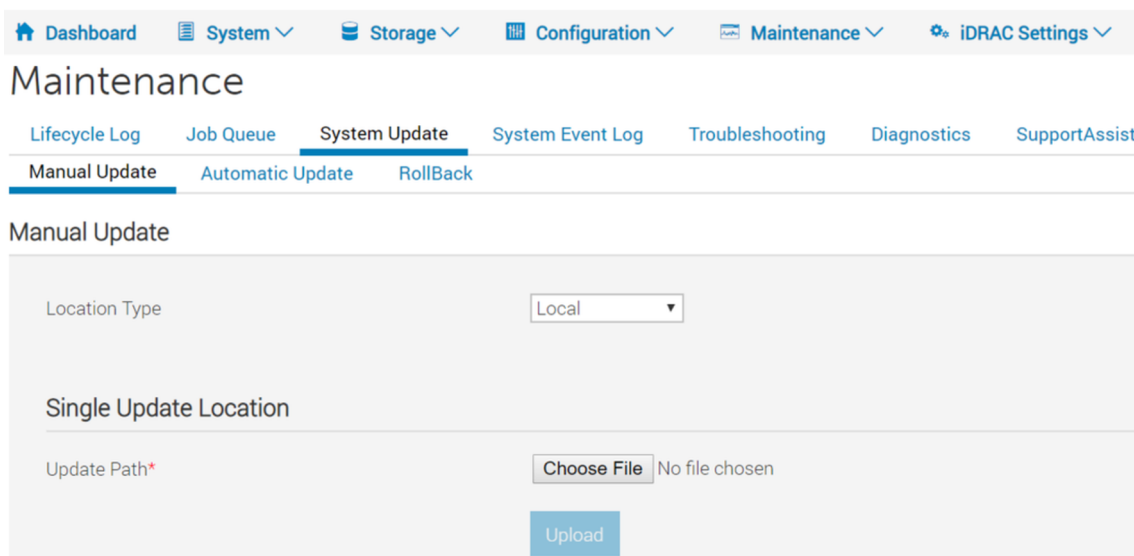 Dashboard System Storage Configuration Maintenance iDRAC Settings
Maintenance
Lifecycle Log Job Queue System Update System Event Log Troubleshooting Diagnostics SupportAssist
Manual Update Automatic Update RollBack
Manual Update
Location Type Local
Single Update Location
Update Path* Choose File No file chosen
Upload